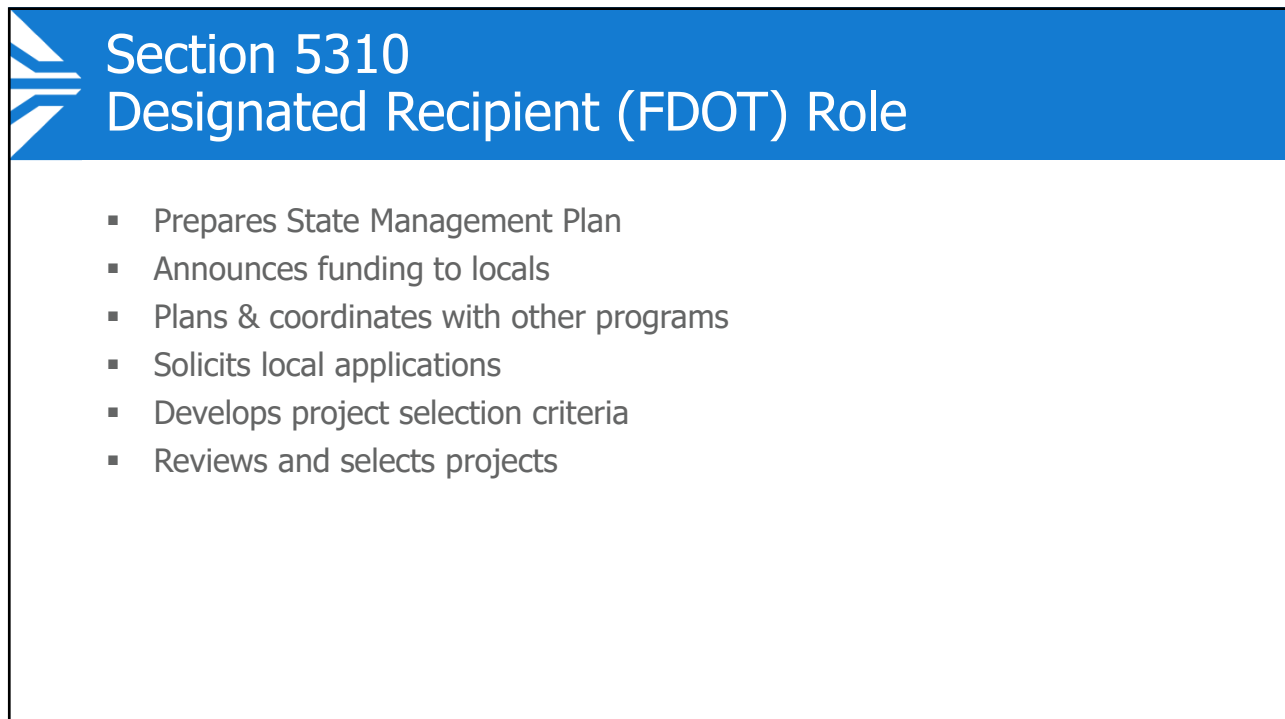 Section 5310
Designated Recipient (FDOT) Role
▪ Prepares State Management Plan
▪ Announces funding to locals
▪ Plans & coordinates with other programs
▪ Solicits local applications
▪ Develops project selection criteria
▪ Reviews and selects projects